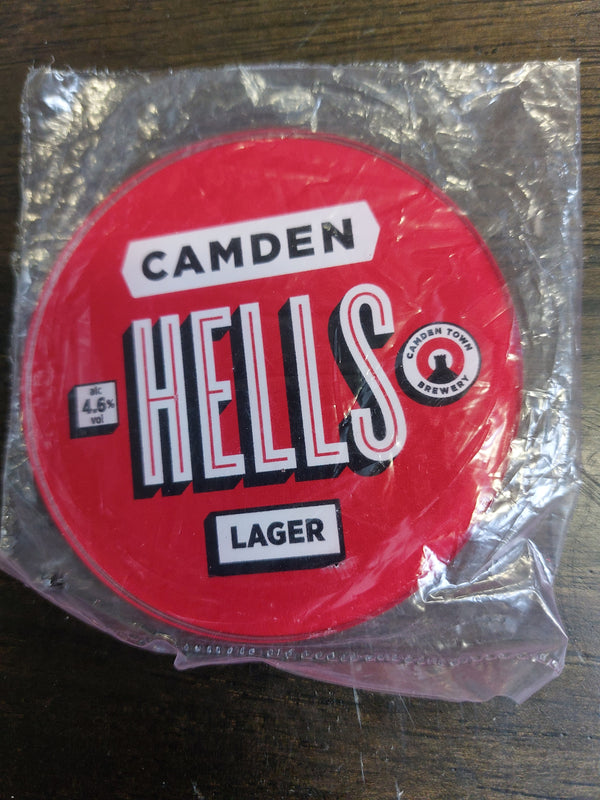 CAMDEN
HELLS
CAMDEN TOWN
BREWERY
alc
4.6%
vol
LAGER